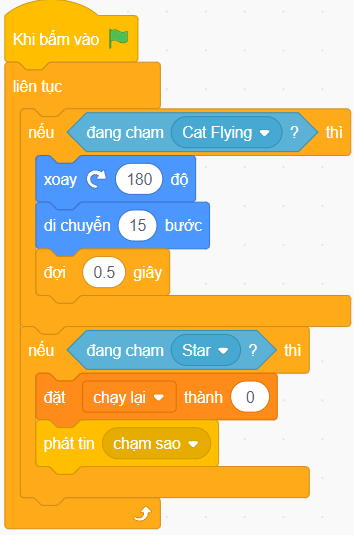 Khi bấm vào
liên tục
nếu đang chạm Cat Flying ? thì
xoay 180 độ
di chuyển 15 bước
đợi 0.5 giây
nếu đang chạm Star ? thì
đặt chạy lại thành 0
phát tin chạm sao